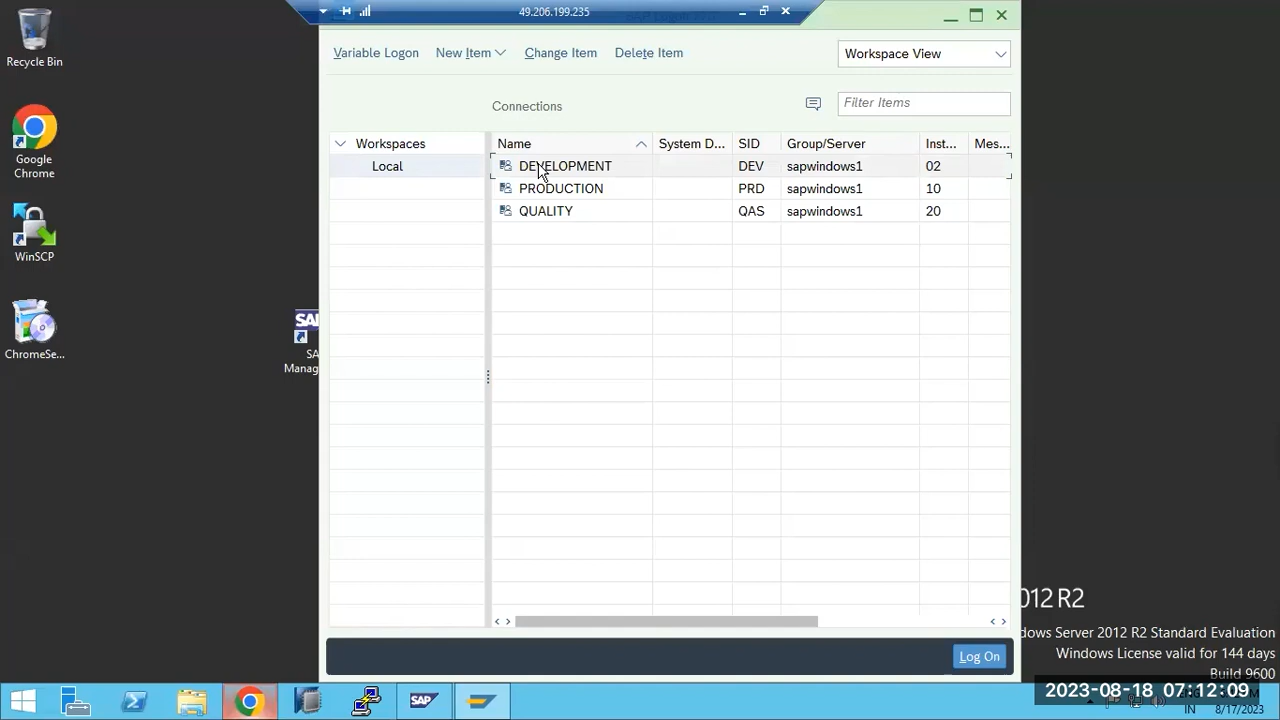 49.206.199.235
Recycle Bin
Google
Chrome
WinSCP
ChromeSe...
SA
Manag
Variable Logon New Item Change Item Delete Item Workspace View
Connections Filter Items
Workspaces Name System D... SID Group/Server Inst... Mes...
Local DEVELOPMENT DEV sapwindows1 02
PRODUCTION PRD sapwindows1 10
QUALITY QAS sapwindows1 20
Log On
012 R2
dows Server 2012 R2 Standard Evaluation
Windows License valid for 144 days
Build 9600
SAP
2023-08-18 07:12:09
IN 8/17/2023